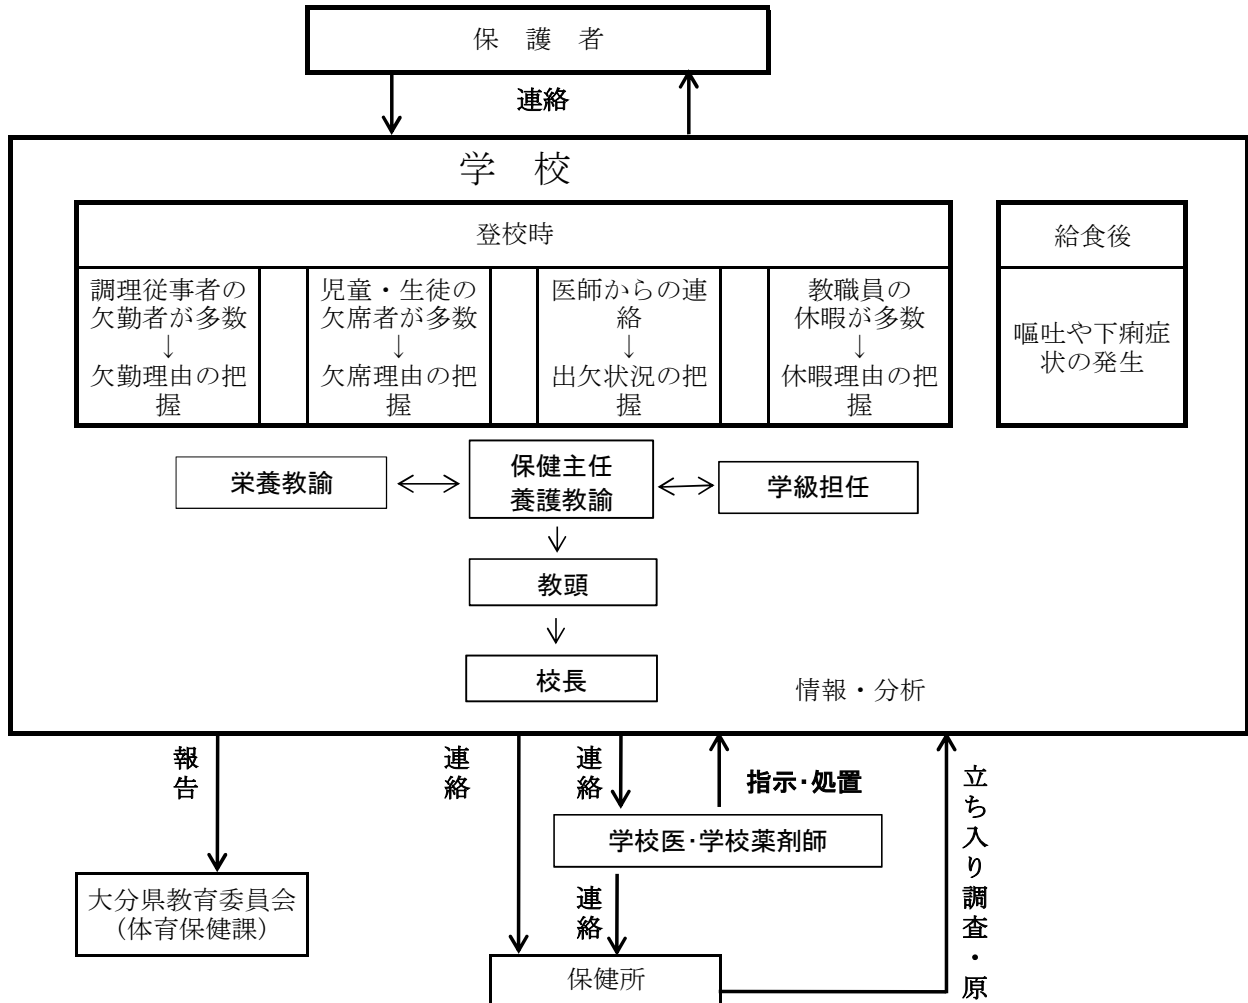 保 護 者
連絡
学 校
登校時
調理従事者の
欠勤者が多数
↓
欠勤理由の把
握
児童・生徒の
欠席者が多数
↓
欠席理由の把
握
医師からの連
絡
↓
出欠状況の把
握
教職員の
休暇が多数
↓
休暇理由の把
握
給食後
嘔吐や下痢症
状の発生
栄養教諭
保健主任
養護教諭
学級担任
教頭
校長
情報・分析
報告
連絡
連絡
指示・処置
立ち入り調査・原
学校医・学校薬剤師
大分県教育委員会
（体育保健課）
連絡
保健所